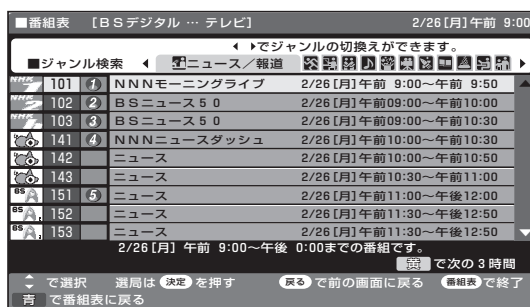 ■番組表 [BSデジタル … テレビ] 2/26[月]午前 9:00
◀ ▶でジャンルの切換えができます。
■ジャンル検索 ◀ ニュース/報道 ▶
101 ① NNNモーニングライブ 2/26[月]午前 9:00〜午前 9:50
102 ② BSニュース50 2/26[月]午前09:00〜午前10:00
103 ③ BSニュース50 2/26[月]午前09:00〜午前10:30
141 ④ NNNニュースダッシュ 2/26[月]午前10:00〜午前10:30
142 ニュース 2/26[月]午前10:00〜午前10:50
143 ニュース 2/26[月]午前10:30〜午前11:00
BS 151 ⑤ ニュース 2/26[月]午前11:00〜午後12:00
BS 152 ニュース 2/26[月]午前11:30〜午後12:50
BS 153 ニュース 2/26[月]午前11:30〜午後12:50
2/26[月] 午前 9:00〜午後 0:00までの番組です。
黄 で次の3時間
で選択 選局は 決定 を押す 戻る で前の画面に戻る 番組表 で終了
青 で番組表に戻る